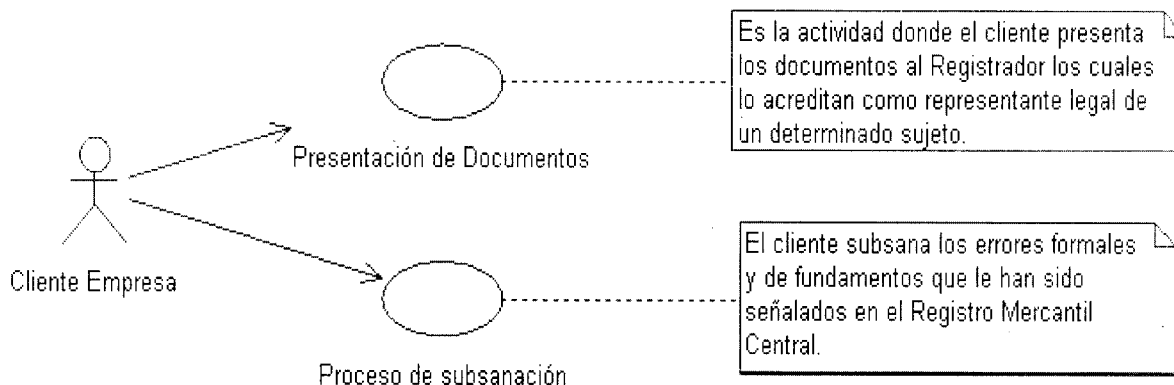 Es la actividad donde el cliente presenta
los documentos al Registrador los cuales
lo acreditan como representante legal de
un determinado sujeto.
Presentación de Documentos
Cliente Empresa
El cliente subsana los errores formales
y de fundamentos que le han sido
señalados en el Registro Mercantil
Central.
Proceso de subsanación